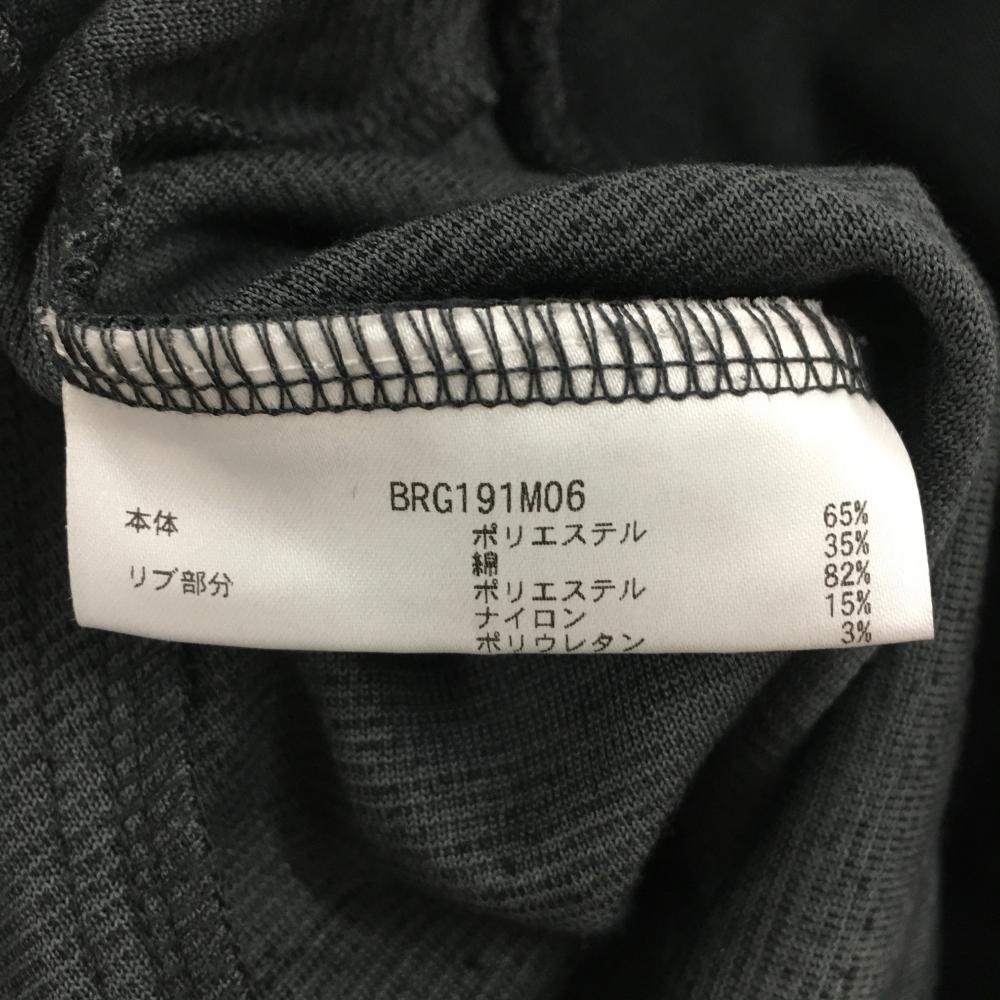 BRG191M06
本体 ポリエステル 65%
綿 35%
リブ部分 ポリエステル 82%
ナイロン 15%
ポリウレタン 3%